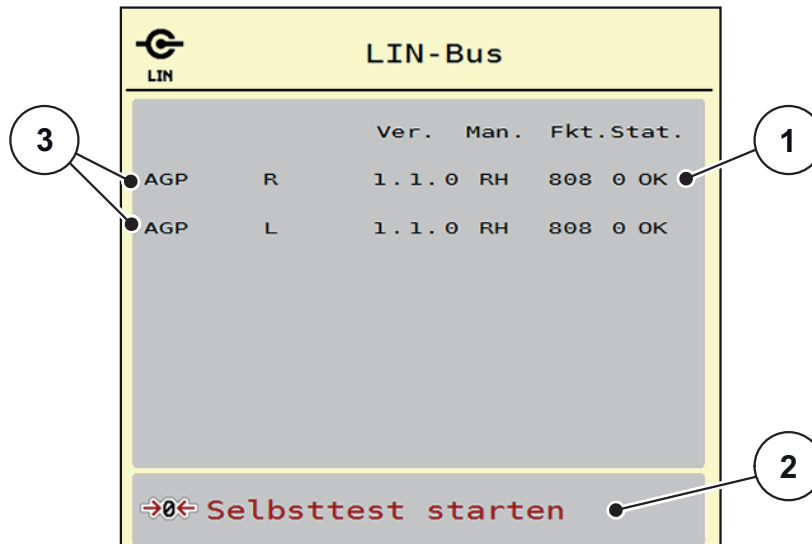 LIN-Bus
LIN
Ver. Man. Fkt.Stat.
3
1
AGP R 1.1.0 RH 808 0 OK
AGP L 1.1.0 RH 808 0 OK
2
→0← Selbsttest starten